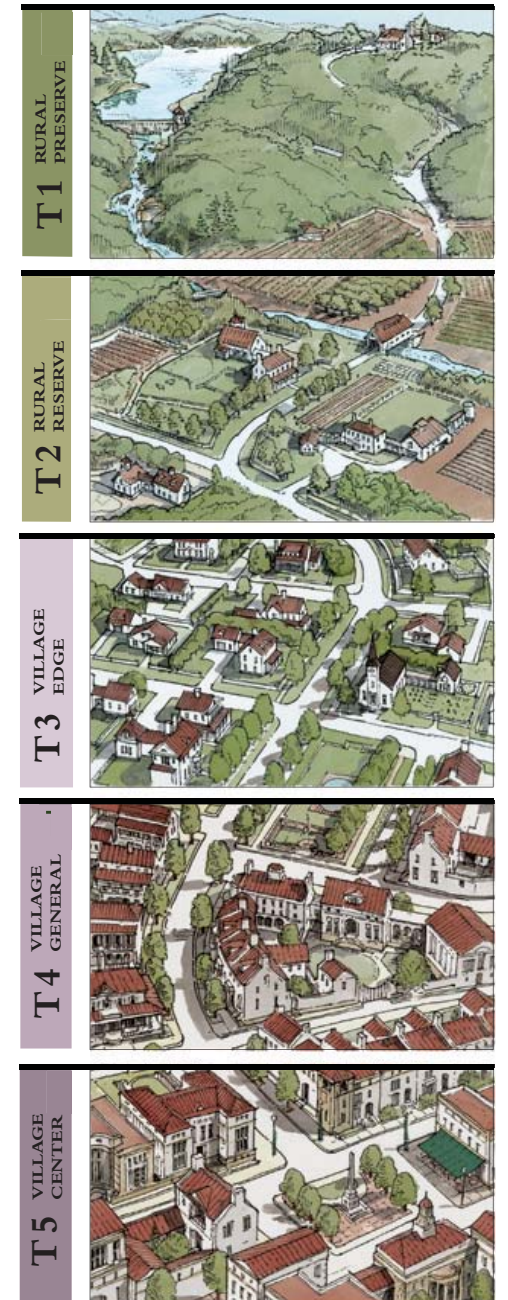 T1 RURAL
PRESERVE
T2 RURAL
RESERVE
T3 VILLAGE
EDGE
T4 VILLAGE
GENERAL
T5 VILLAGE
CENTER